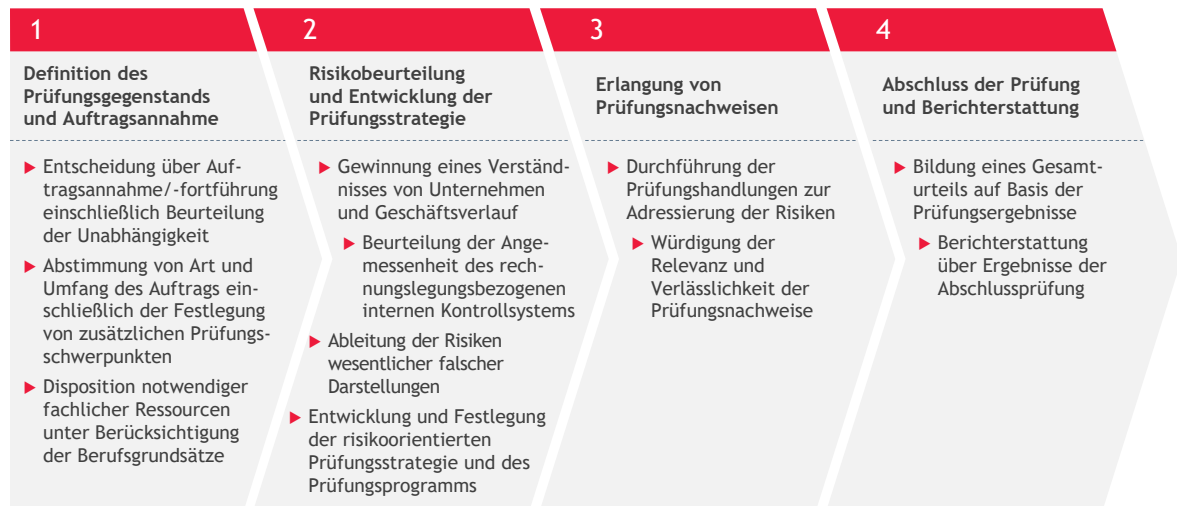 1
Definition des
Prüfungsgegenstands
und Auftragsannahme
Entscheidung über Auf-
tragsannahme/-fortführung
einschließlich Beurteilung
der Unabhängigkeit
Abstimmung von Art und
Umfang des Auftrags ein-
schließlich der Festlegung
von zusätzlichen Prüfungs-
schwerpunkten
Disposition notwendiger
fachlicher Ressourcen
unter Berücksichtigung
der Berufsgrundsätze
2
Risikobeurteilung
und Entwicklung der
Prüfungsstrategie
Gewinnung eines Verständ-
nisses von Unternehmen
und Geschäftsverlauf
Beurteilung der Ange-
messenheit des rech-
nungslegungsbezogenen
internen Kontrollsystems
Ableitung der Risiken
wesentlicher falscher
Darstellungen
Entwicklung und Festlegung
der risikoorientierten
Prüfungsstrategie und des
Prüfungsprogramms
3
Erlangung von
Prüfungsnachweisen
Durchführung der
Prüfungshandlungen zur
Adressierung der Risiken
Würdigung der
Relevanz und
Verlässlichkeit der
Prüfungsnachweise
4
Abschluss der Prüfung
und Berichterstattung
Bildung eines Gesamt-
urteils auf Basis der
Prüfungsergebnisse
Berichterstattung
über Ergebnisse der
Abschlussprüfung